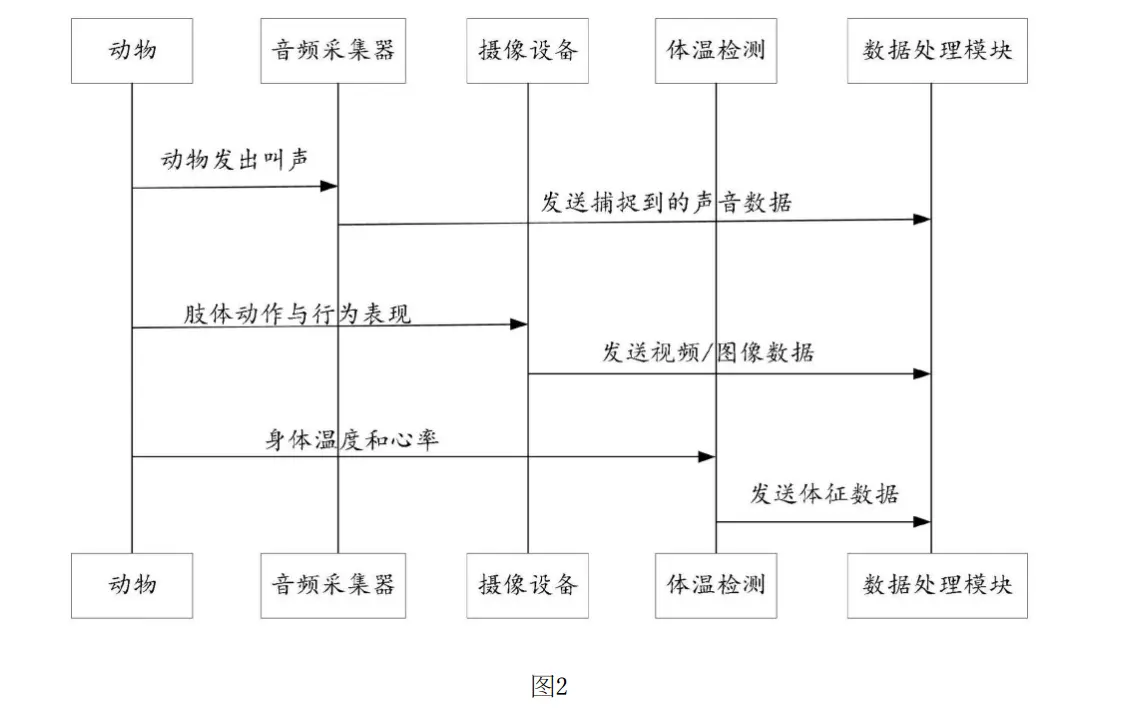 动物 音频采集器 摄像设备 体温检测 数据处理模块
动物发出叫声
发送捕捉到的声音数据
肢体动作与行为表现
发送视频/图像数据
身体温度和心率
发送体征数据
动物 音频采集器 摄像设备 体温检测 数据处理模块
图2